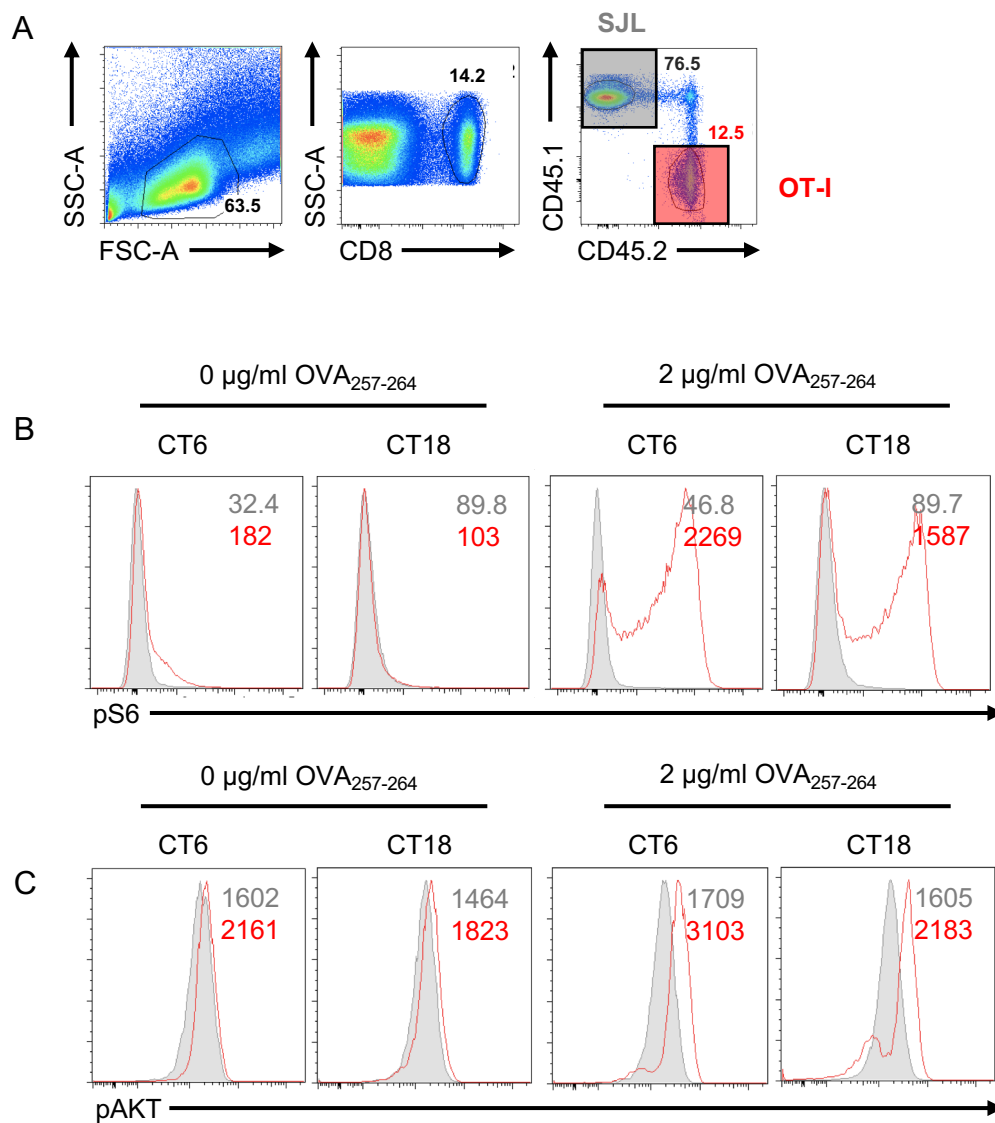 A
SJL
SSC-A
63.5
FSC-A
SSC-A
14.2
CD8
CD45.1
76.5
12.5
CD45.2
OT-I
0 µg/ml OVA257-264
2 µg/ml OVA257-264
B
CT6
CT18
CT6
CT18
32.4
182
89.8
103
46.8
2269
89.7
1587
pS6
0 µg/ml OVA257-264
2 µg/ml OVA257-264
CT6
CT18
CT6
CT18
C
1602
2161
1464
1823
1709
3103
1605
2183
pAKT